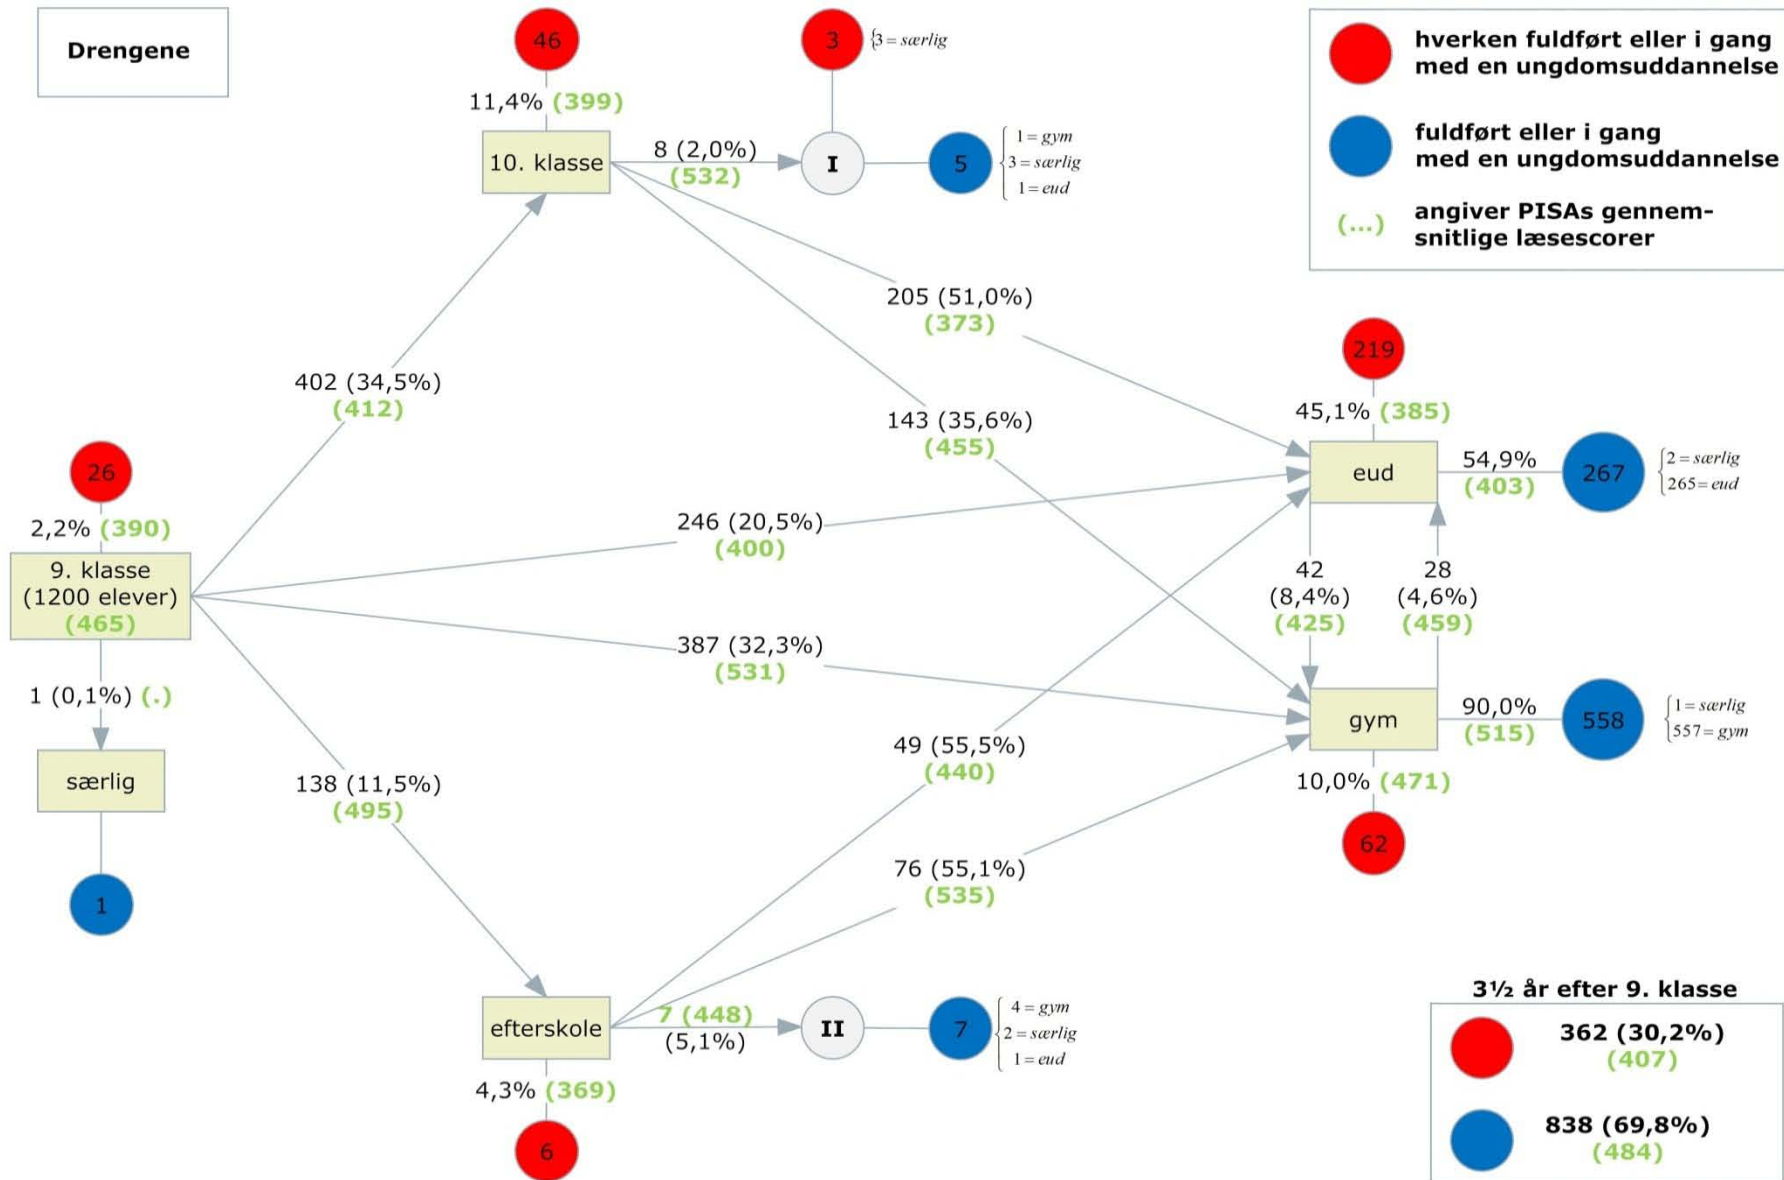 Drengene
46
3
{3 = særlig
11,4% (399)
10. klasse
8 (2,0%)
(532)
I
5
1 = gym
3 = særlig
1 = eud
hverken fuldført eller i gang
med en ungdomsuddannelse
fuldført eller i gang
med en ungdomsuddannelse
(...)
angiver PISAs gennem-
snitlige læsescorer
205 (51,0%)
(373)
402 (34,5%)
(412)
143 (35,6%)
(455)
219
45,1% (385)
eud
54,9%
(403)
267
2 = særlig
265 = eud
26
2,2% (390)
9. klasse
(1200 elever)
(465)
246 (20,5%)
(400)
42
(8,4%)
(425)
28
(4,6%)
(459)
387 (32,3%)
(531)
1 (0,1%) (.)
særlig
1
138 (11,5%)
(495)
49 (55,5%)
(440)
gym
90,0%
(515)
558
1 = særlig
557 = gym
10,0% (471)
62
76 (55,1%)
(535)
efterskole
7 (448)
(5,1%)
II
7
4 = gym
2 = særlig
1 = eud
4,3% (369)
6
3½ år efter 9. klasse
362 (30,2%)
(407)
838 (69,8%)
(484)